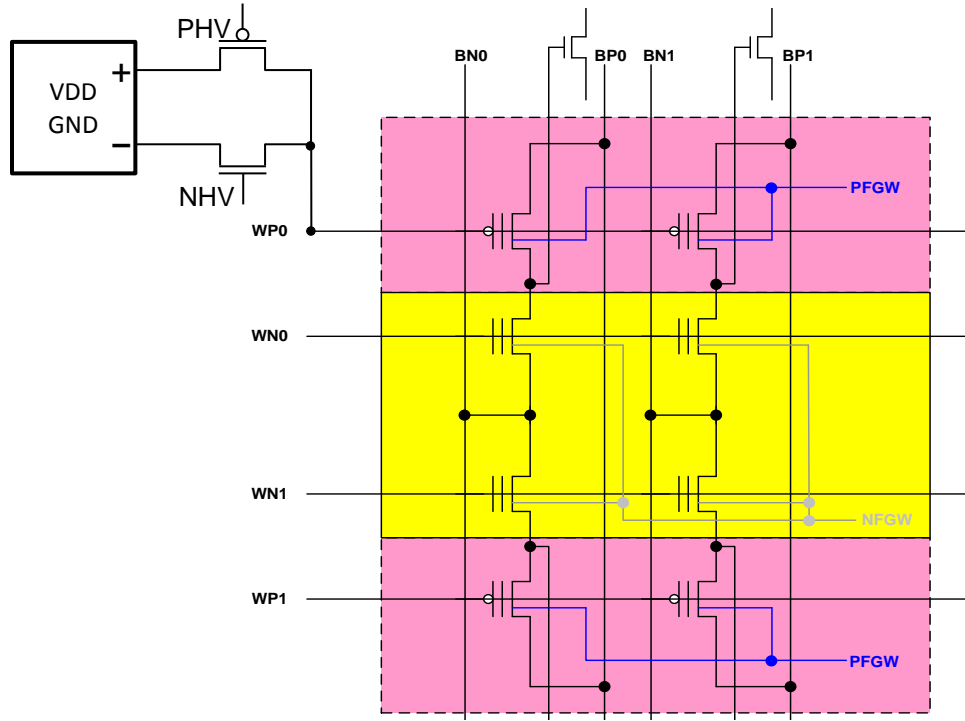 PHV
+
VDD
GND
−
NHV
BN0
BP0
BN1
BP1
PFGW
WP0
WN0
WN1
NFGW
WP1
PFGW